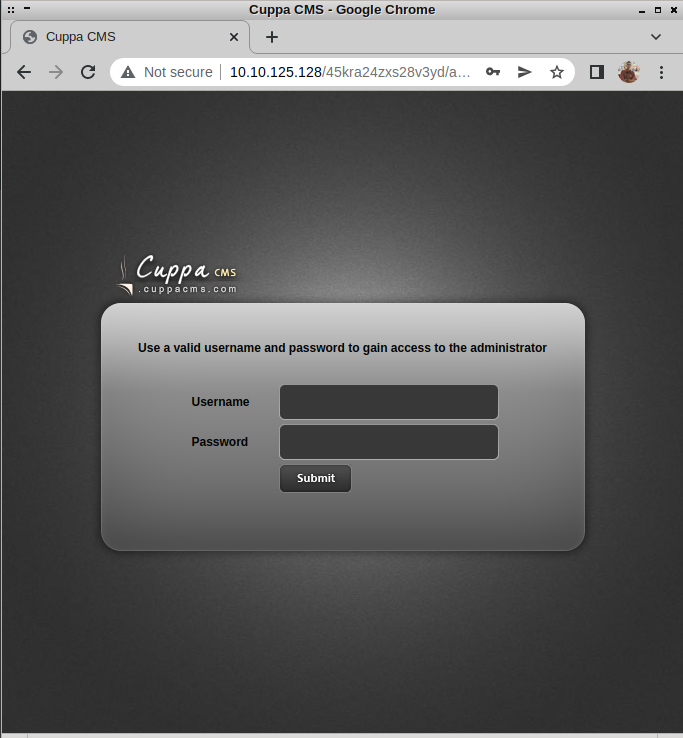 Cuppa CMS - Google Chrome
Cuppa CMS
Not secure 10.10.125.128/45kra24zxs28v3yd/a...
Cuppa CMS
.cuppacms.com
Use a valid username and password to gain access to the administrator
Username
Password
Submit